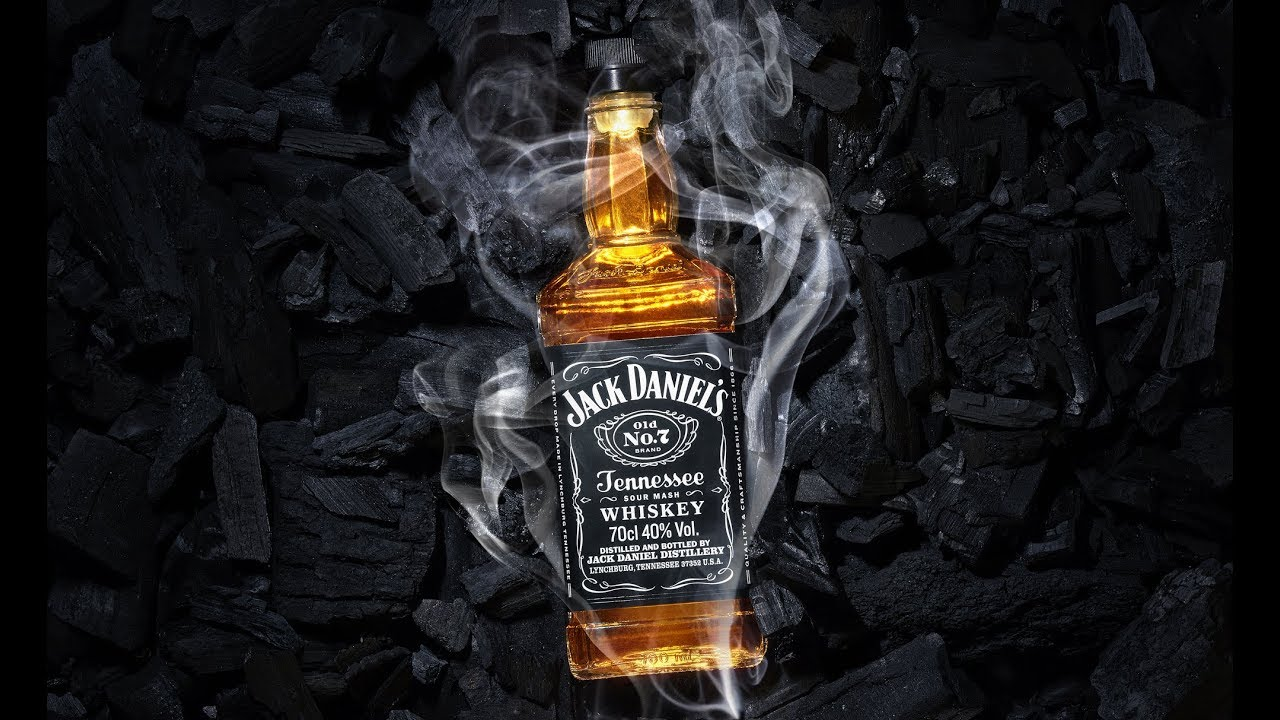 JACK DANIEL'S
Old
No.7
BRAND
Tennessee
SOUR MASH
WHISKEY
70cl 40% Vol.
DISTILLED AND BOTTLED BY
JACK DANIEL DISTILLERY
LYNCHBURG, TENNESSEE 37352 U.S.A.
EVERY DROP MADE IN LYNCHBURG TENNESSEE
QUALITY & CRAFTSMANSHIP SINCE 1866